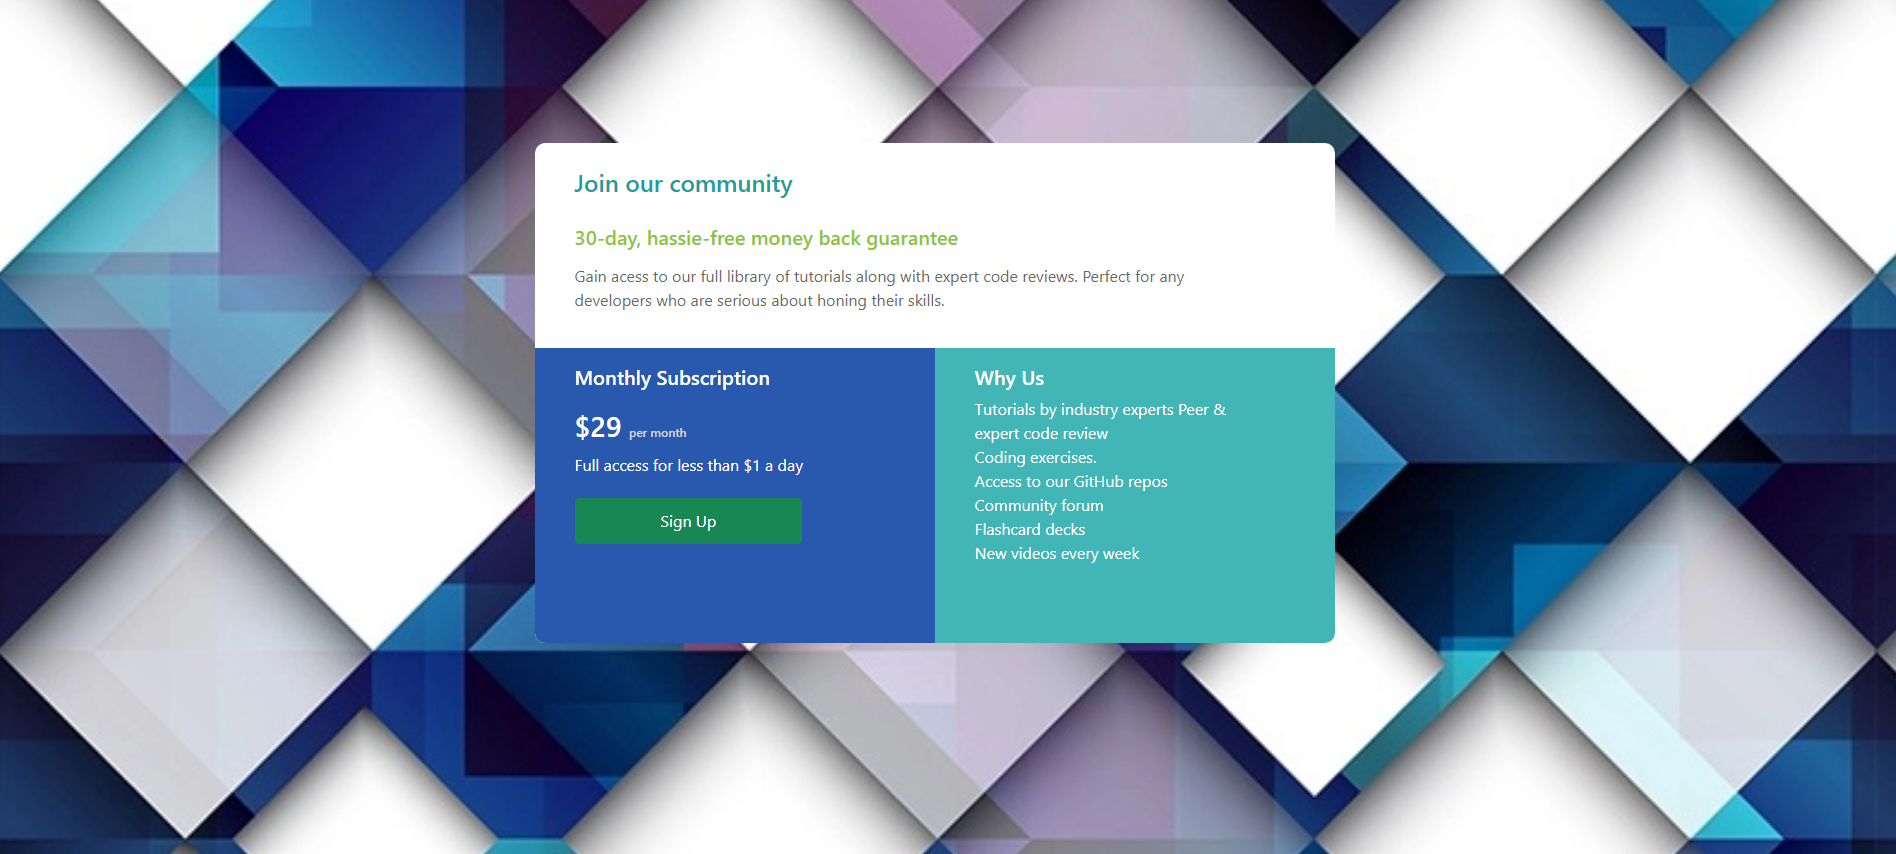 Join our community
30-day, hassie-free money back guarantee
Gain acess to our full library of tutorials along with expert code reviews. Perfect for any
developers who are serious about honing their skills.
Monthly Subscription
$29 per month
Full access for less than $1 a day
Sign Up
Why Us
Tutorials by industry experts Peer &
expert code review
Coding exercises.
Access to our GitHub repos
Community forum
Flashcard decks
New videos every week